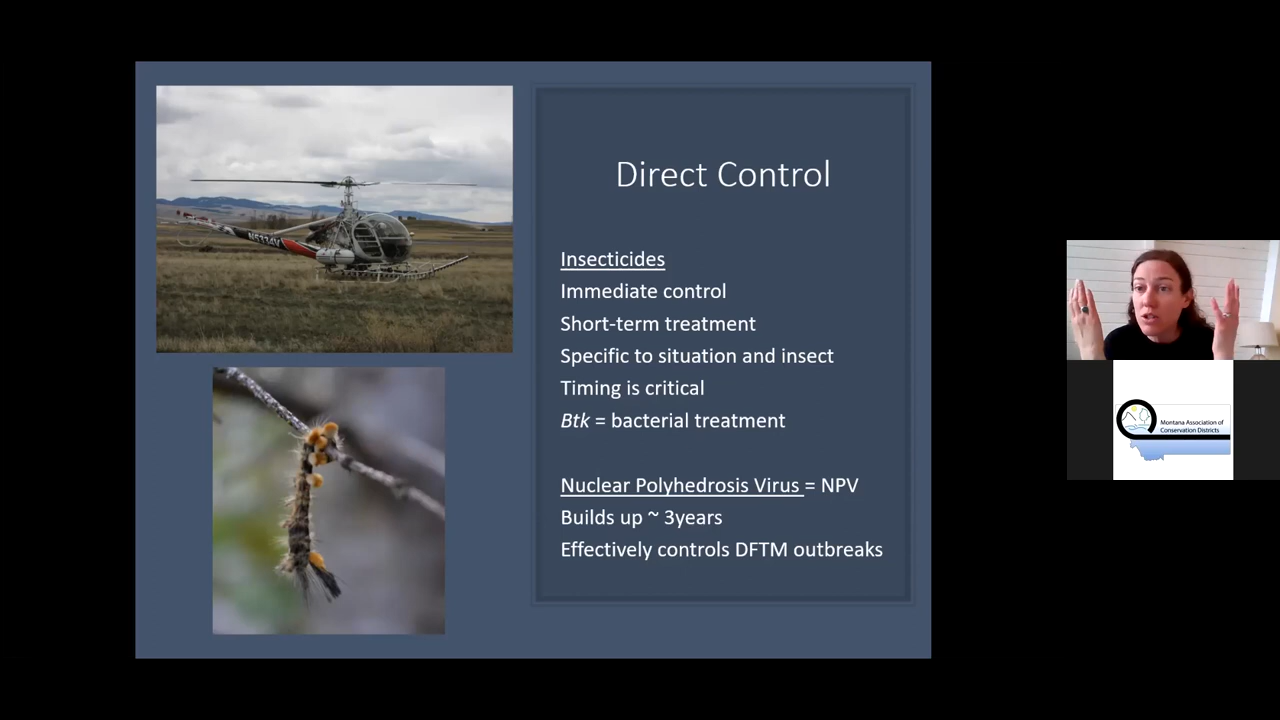 Direct Control
Insecticides
Immediate control
Short-term treatment
Specific to situation and insect
Timing is critical
Btk = bacterial treatment
Nuclear Polyhedrosis Virus = NPV
Builds up ~ 3years
Effectively controls DFTM outbreaks
N5334V
Montana Association of
Conservation Districts